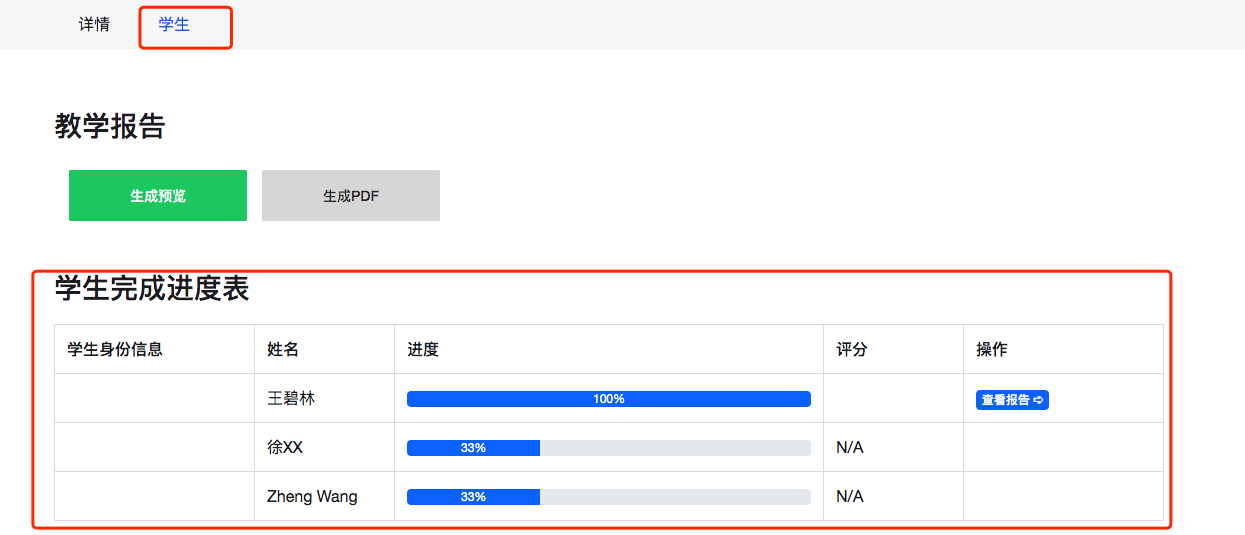 详情 学生
教学报告
生成预览 生成PDF
学生完成进度表
学生身份信息 姓名 进度 评分 操作
王碧林 100% 查看报告 ➪
徐XX 33% N/A
Zheng Wang 33% N/A